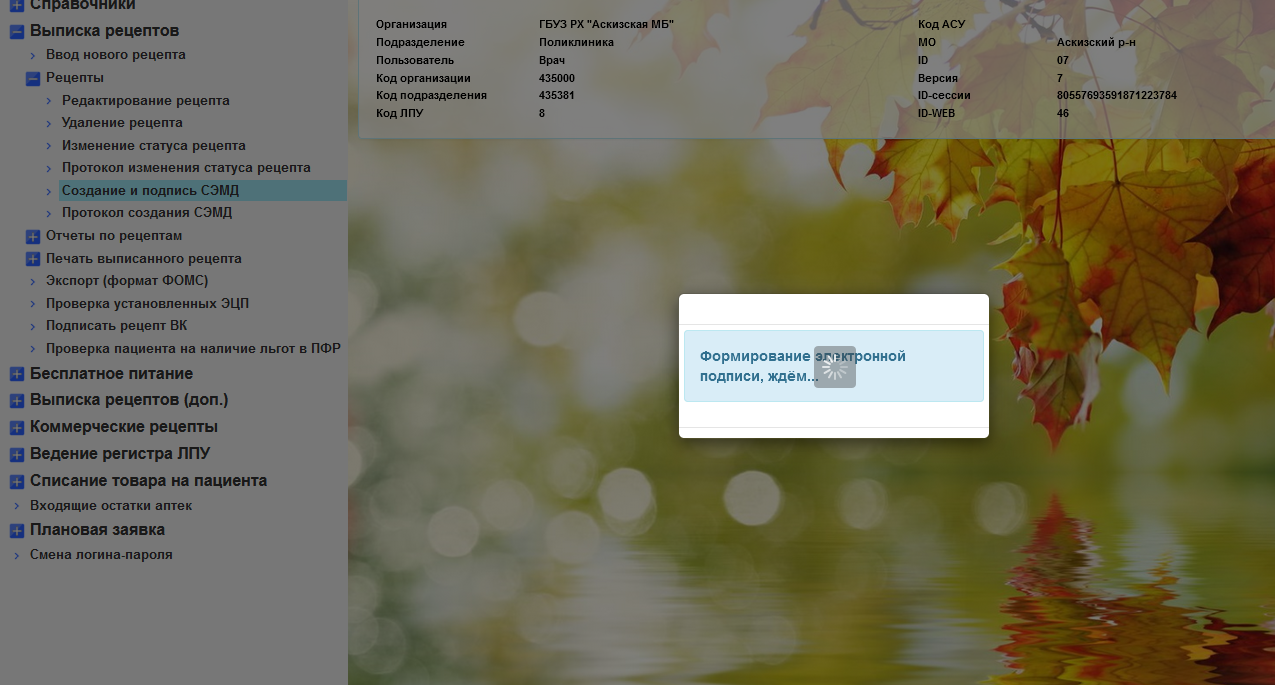 Справочники
Выписка рецептов
Ввод нового рецепта
Рецепты
Редактирование рецепта
Удаление рецепта
Изменение статуса рецепта
Протокол изменения статуса рецепта
Создание и подпись СЭМД
Протокол создания СЭМД
Отчеты по рецептам
Печать выписанного рецепта
Экспорт (формат ФОМС)
Проверка установленных ЭЦП
Подписать рецепт ВК
Проверка пациента на наличие льгот в ПФР
Бесплатное питание
Выписка рецептов (доп.)
Коммерческие рецепты
Ведение регистра ЛПУ
Списание товара на пациента
Входящие остатки аптек
Плановая заявка
Смена логина-пароля
Организация ГБУЗ РХ "Аскизская МБ" Код АСУ
Подразделение Поликлиника МО Аскизский р-н
Пользователь Врач ID 07
Код организации 435000 Версия 7
Код подразделения 435381 ID-сессии 80557693591871223784
Код ЛПУ 8 ID-WEB 46
Формирование электронной
подписи, ждём...